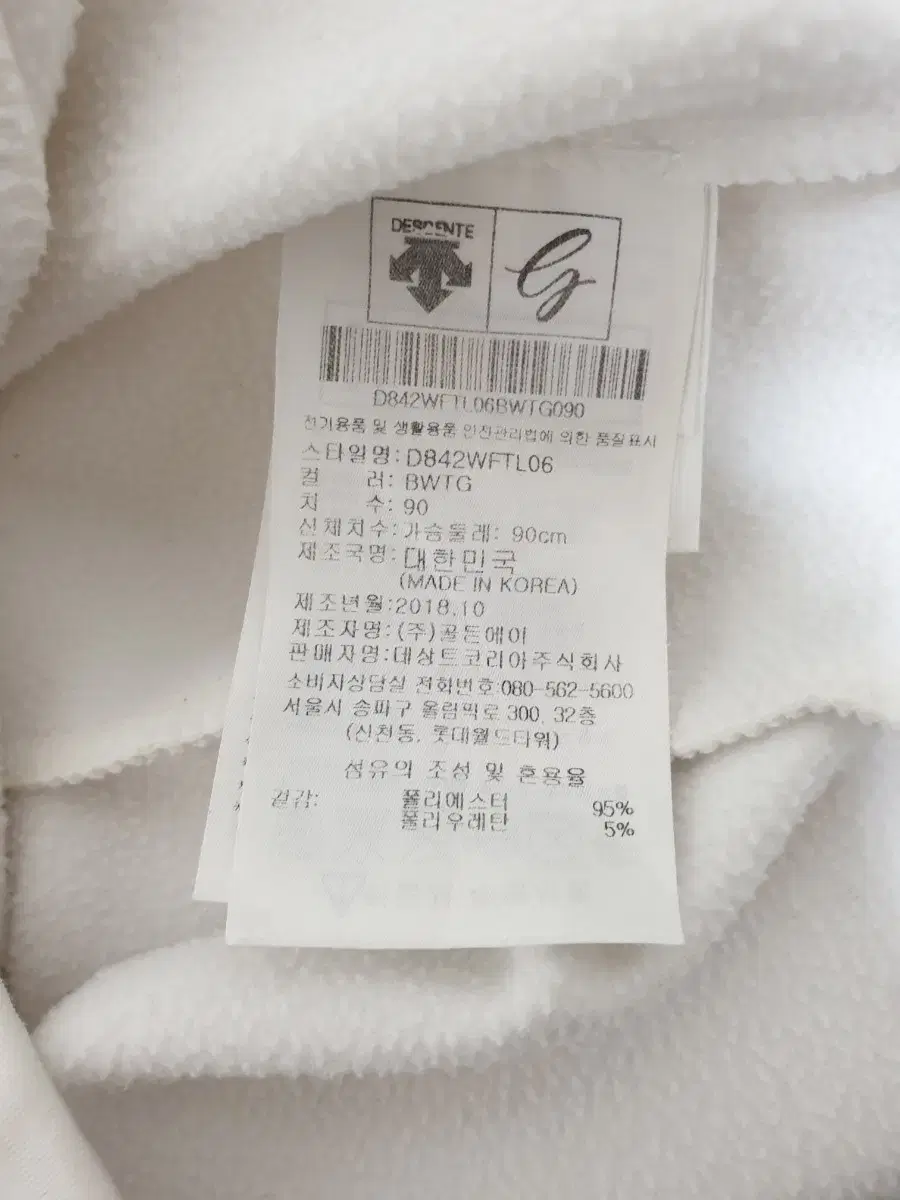 DESCENTE
G
D842WFTL06BWTG090
전기용품 및 생활용품 안전관리법에 의한 품질표시
스타일명: D842WFTL06
컬 러: BWTG
치 수: 90
신체치수: 가슴둘레: 90cm
제조국명: 대한민국
(MADE IN KOREA)
제조년월:2018.10
제조자명: (주)골든에이
판매자명:데상트코리아주식회사
소비자상담실 전화번호:080-562-5600
서울시 송파구 올림픽로 300, 32층
(신천동, 롯데월드타워)
섬유의 조성 및 혼용율
겉감: 폴리에스터 95%
폴리우레탄 5%